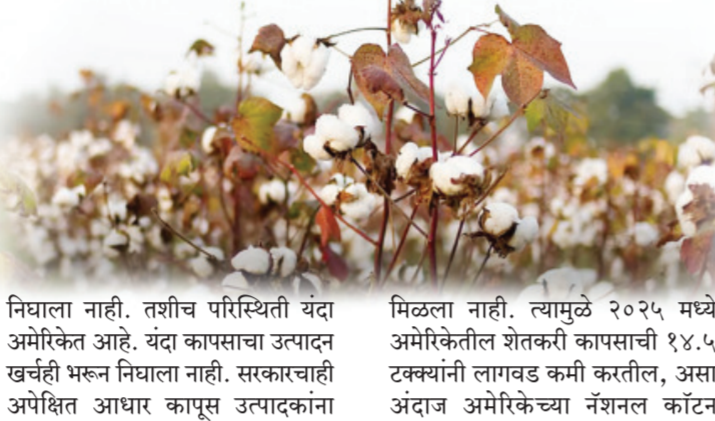 निघाला नाही. तशीच परिस्थिती यंदा
अमेरिकेत आहे. यंदा कापसाचा उत्पादन
खर्चही भरून निघाला नाही. सरकारचाही
अपेक्षित आधार कापूस उत्पादकांना
मिळला नाही. त्यामुळे २०२५ मध्ये
अमेरिकेतील शेतकरी कापसाची १४.५
टक्क्यांनी लागवड कमी करतील, असा
अंदाज अमेरिकेच्या नॅशनल कॉटन